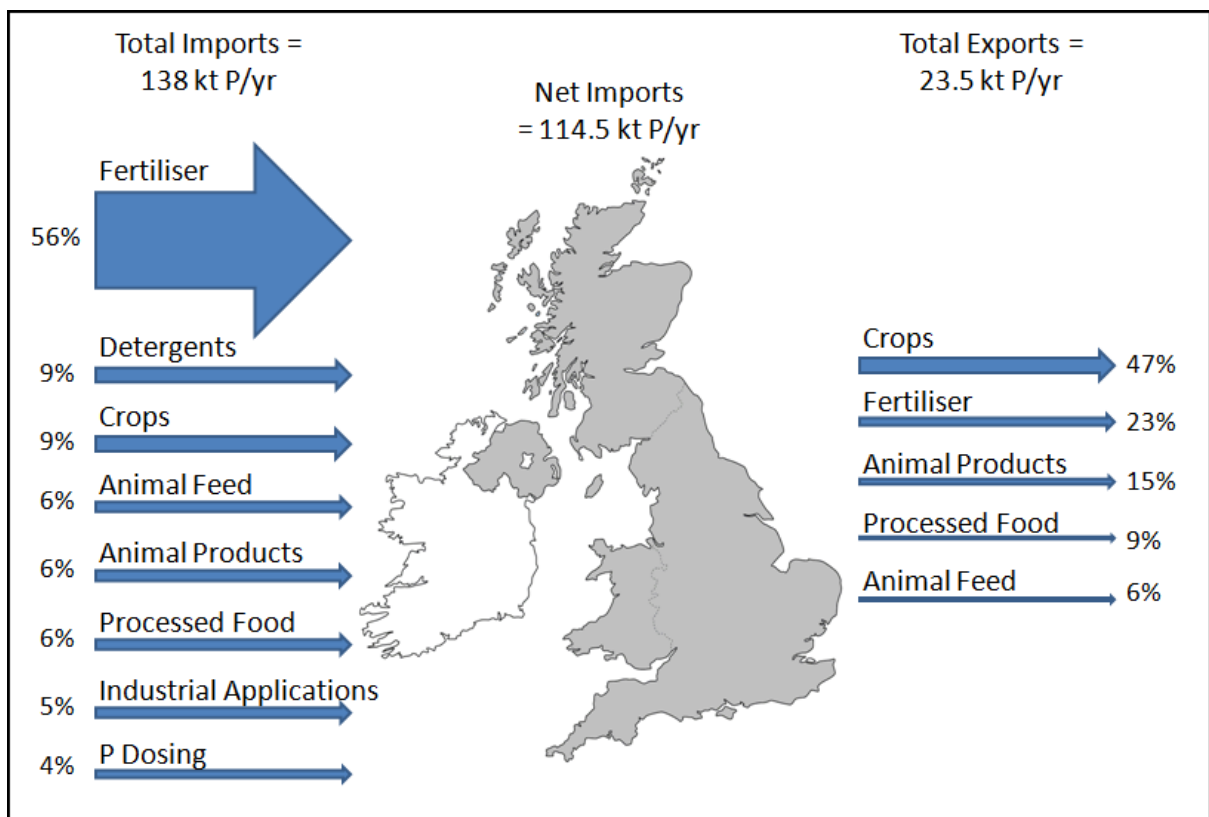 Total Imports =
138 kt P/yr
Net Imports
= 114.5 kt P/yr
Total Exports =
23.5 kt P/yr
Fertiliser
56%
Detergents
9%
Crops
9%
Animal Feed
6%
Animal Products
6%
Processed Food
6%
Industrial Applications
5%
P Dosing
4%
Crops
47%
Fertiliser
23%
Animal Products
15%
Processed Food
9%
Animal Feed
6%